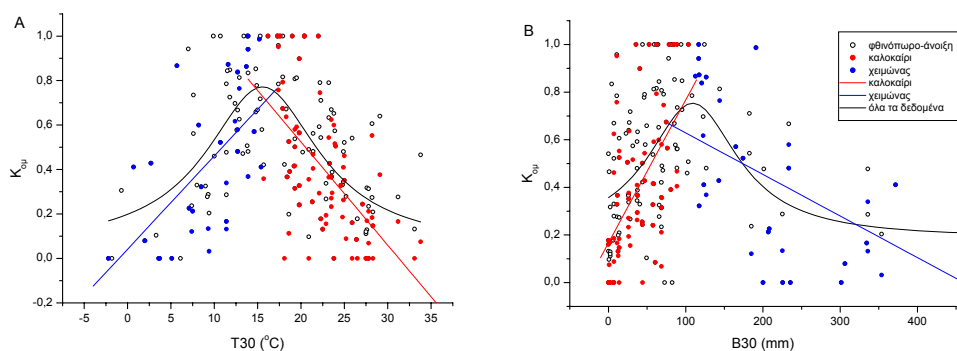 A
1,0
0,8
0,6
0,4
0,2
0,0
-0,2
K_ομ
-5 0 5 10 15 20 25 30 35
T30 (°C)
B
1,0
0,8
0,6
0,4
0,2
0,0
K_ομ
0 100 200 300 400
B30 (mm)
φθινόπωρο-άνοιξη
καλοκαίρι
χειμώνας
καλοκαίρι
χειμώνας
όλα τα δεδομένα